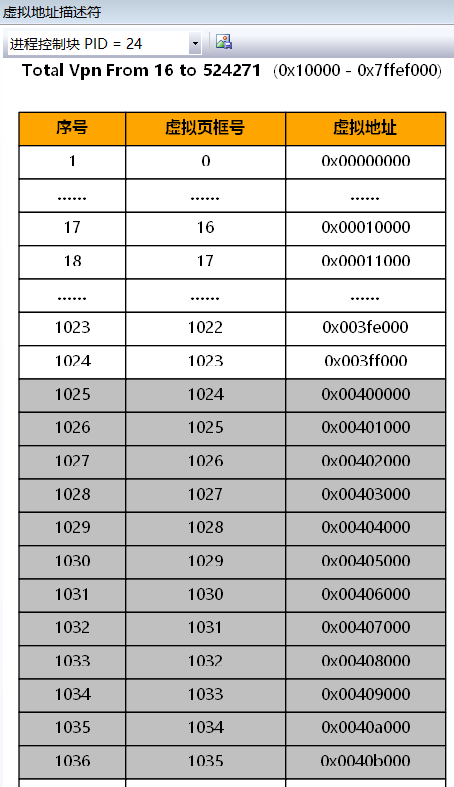 虚拟地址描述符
进程控制块 PID = 24
Total Vpn From 16 to 524271 (0x10000 - 0x7ffef000)
序号 虚拟页框号 虚拟地址
1 0 0x00000000
...... ...... ......
17 16 0x00010000
18 17 0x00011000
...... ...... ......
1023 1022 0x003fe000
1024 1023 0x003ff000
1025 1024 0x00400000
1026 1025 0x00401000
1027 1026 0x00402000
1028 1027 0x00403000
1029 1028 0x00404000
1030 1029 0x00405000
1031 1030 0x00406000
1032 1031 0x00407000
1033 1032 0x00408000
1034 1033 0x00409000
1035 1034 0x0040a000
1036 1035 0x0040b000